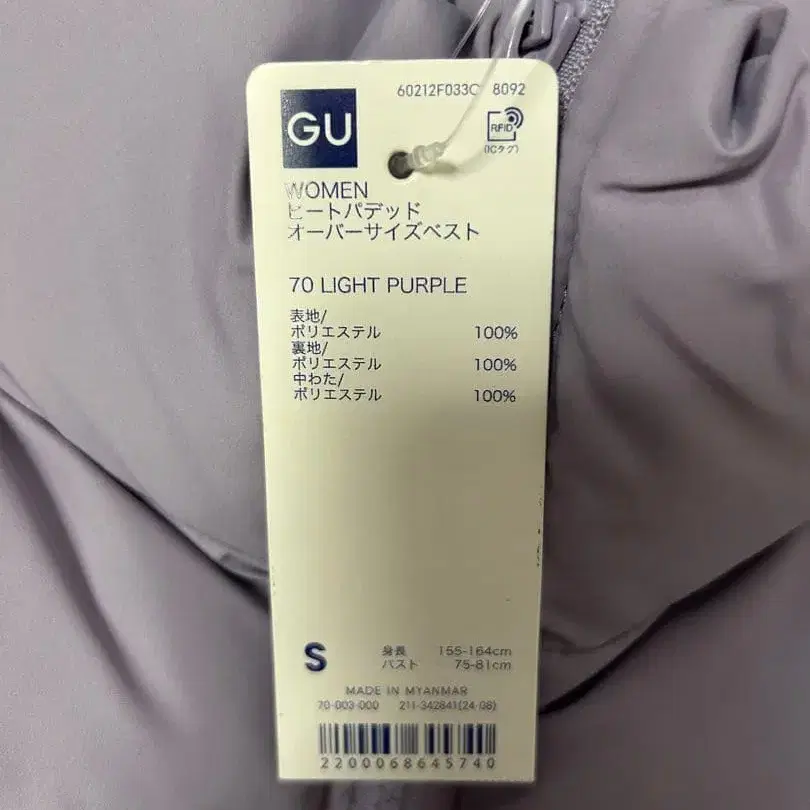 60212F033C 8092
GU
RFID
(ICタグ)
WOMEN
ヒートパデッド
オーバーサイズベスト
70 LIGHT PURPLE
表地/
ポリエステル 100%
裏地/
ポリエステル 100%
中わた/
ポリエステル 100%
S 身長 155-164cm
バスト 75-81cm
MADE IN MYANMAR
70-003-000 211-342841(24-08)
2200068645740